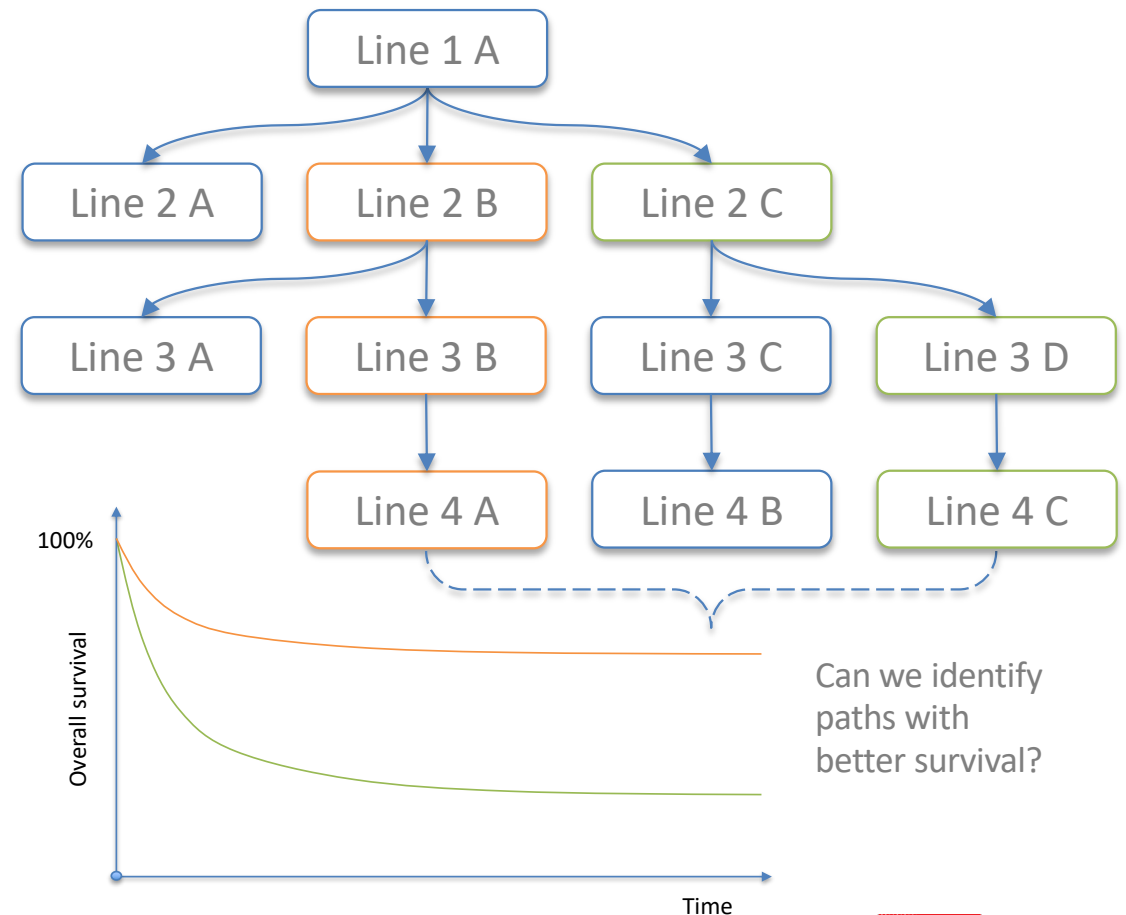 Line 1 A
Line 2 A
Line 2 B
Line 2 C
Line 3 A
Line 3 B
Line 3 C
Line 3 D
Line 4 A
Line 4 B
Line 4 C
100%
Overall survival
Time
Can we identify
paths with
better survival?